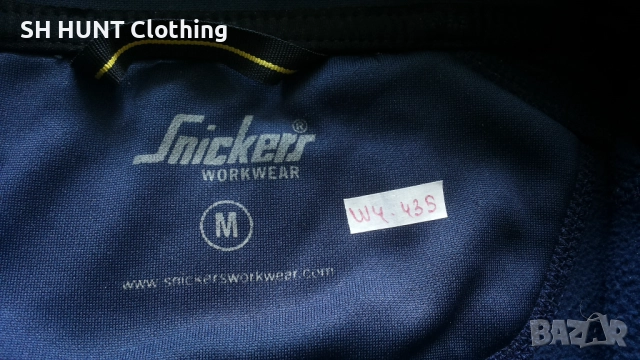 SH HUNT Clothing
Snickers®
WORKWEAR
M
W4-435
www.snickersworkwear.com
BAZAR